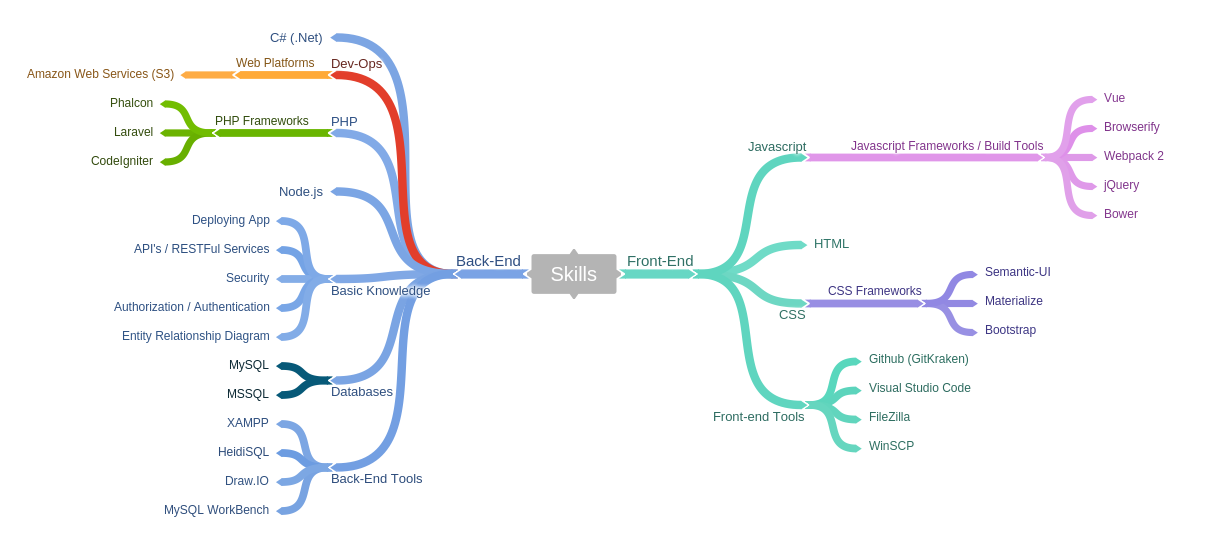 Skills
Back-End
C# (.Net)
Dev-Ops
Web Platforms
Amazon Web Services (S3)
PHP
PHP Frameworks
Phalcon
Laravel
CodeIgniter
Node.js
Basic Knowledge
Deploying App
API's / RESTFul Services
Security
Authorization / Authentication
Entity Relationship Diagram
Databases
MySQL
MSSQL
Back-End Tools
XAMPP
HeidiSQL
Draw.IO
MySQL WorkBench
Front-End
Javascript
Javascript Frameworks / Build Tools
Vue
Browserify
Webpack 2
jQuery
Bower
HTML
CSS
CSS Frameworks
Semantic-UI
Materialize
Bootstrap
Front-end Tools
Github (GitKraken)
Visual Studio Code
FileZilla
WinSCP